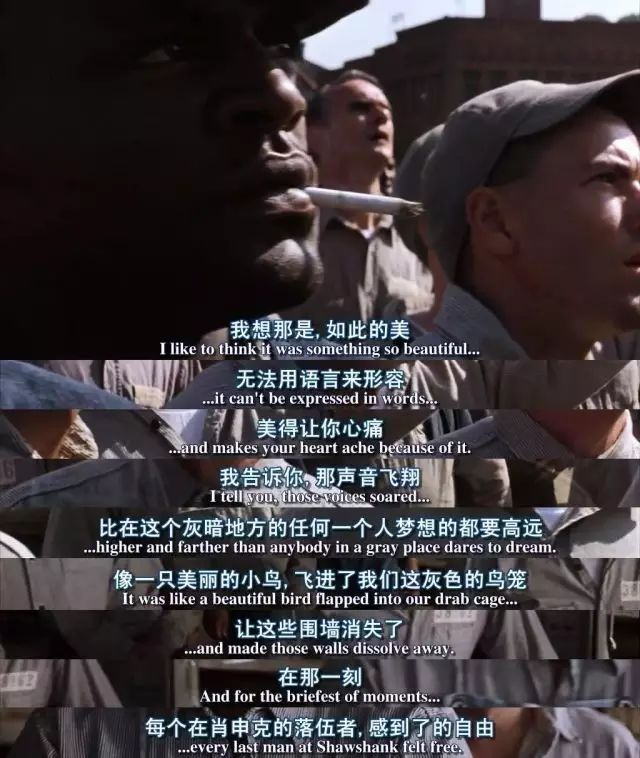 我想那是,如此的美
I like to think it was something so beautiful...
无法用语言来形容
...it can't be expressed in words...
美得让你心痛
...and makes your heart ache because of it.
我告诉你,那声音飞翔
I tell you, those voices soared...
比在这个灰暗地方的任何一个人梦想的都要高远
...higher and farther than anybody in a gray place dares to dream.
像一只美丽的小鸟,飞进了我们这灰色的鸟笼
It was like a beautiful bird flapped into our drab cage...
让这些围墙消失了
...and made those walls dissolve away.
在那一刻
And for the briefest of moments...
每个在肖申克的落伍者,感到了的自由
...every last man at Shawshank felt free.